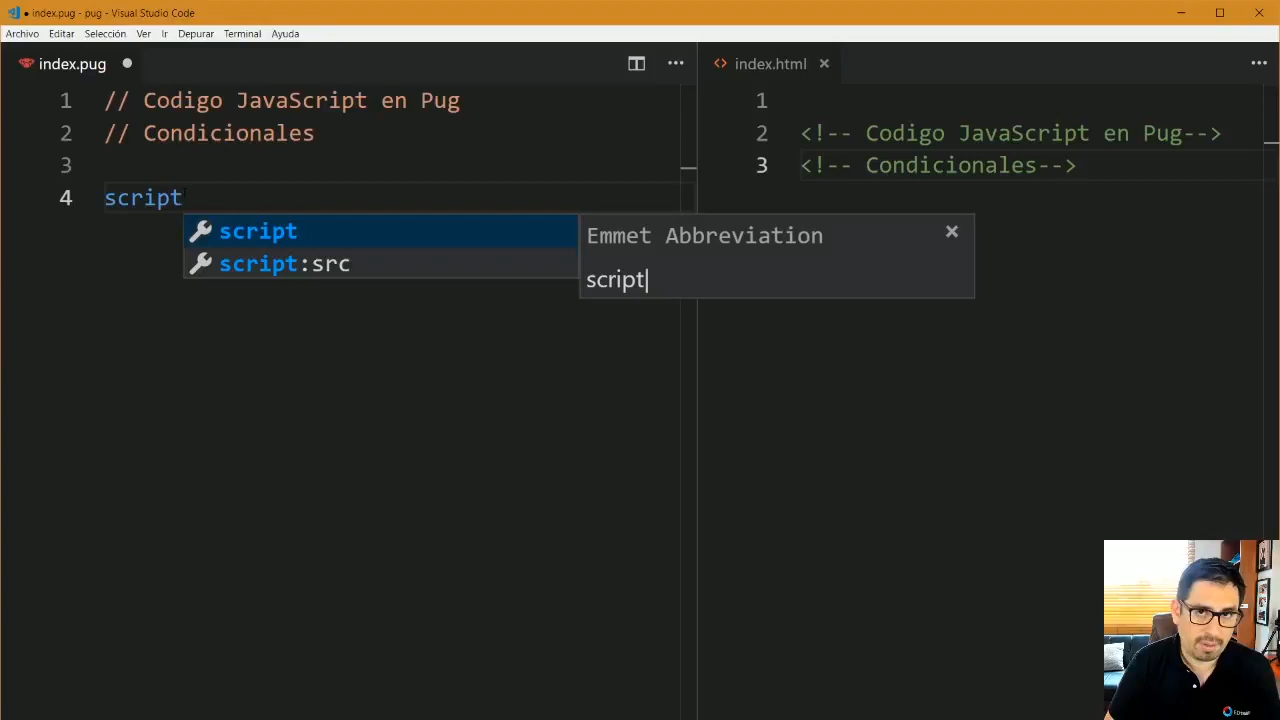 index.pug - pug - Visual Studio Code
Archivo Editar Selección Ver Ir Depurar Terminal Ayuda
index.pug
1 // Codigo JavaScript en Pug
2 // Condicionales
3
4 script
script
script:src
Emmet Abbreviation
script
index.html
1
2 <!-- Codigo JavaScript en Pug-->
3 <!-- Condicionales-->